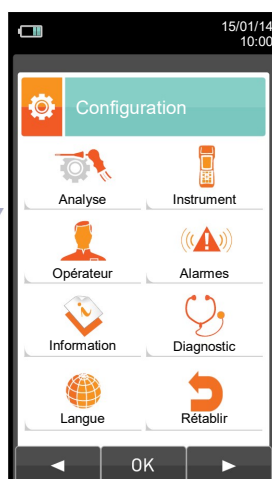 15/01/14
10:00
Configuration
Analyse
Instrument
Opérateur
Alarmes
Information
Diagnostic
Langue
Rétablir
OK